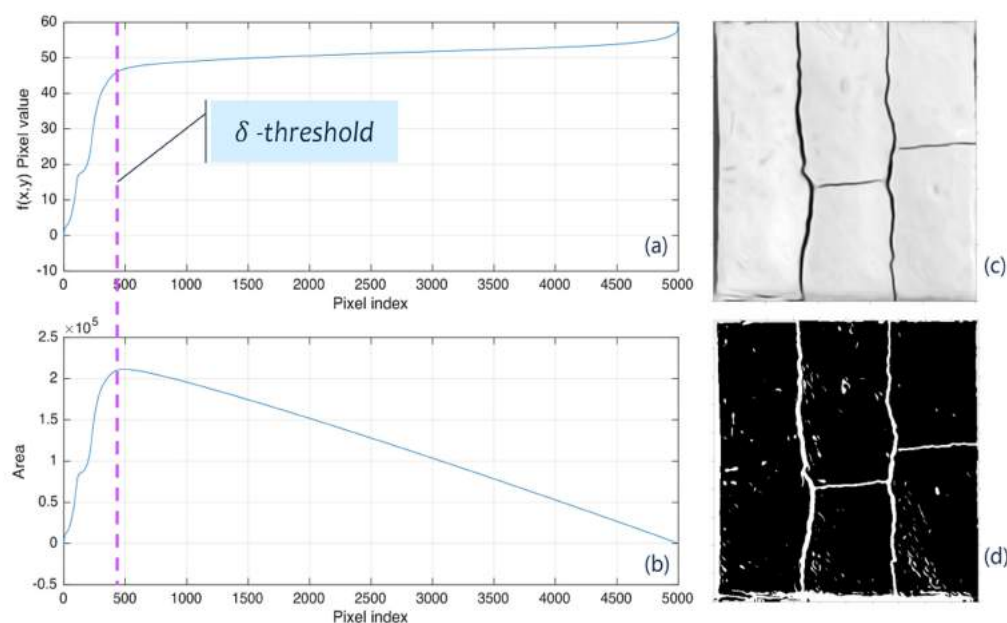 60
50
40
30
20
10
0
-10
f(x,y) Pixel value
δ -threshold
(a)
0 500 1000 1500 2000 2500 3000 3500 4000 4500 5000
Pixel index
×10⁵
2.5
2
1.5
1
0.5
0
-0.5
Area
(b)
0 500 1000 1500 2000 2500 3000 3500 4000 4500 5000
Pixel index
(c)
(d)